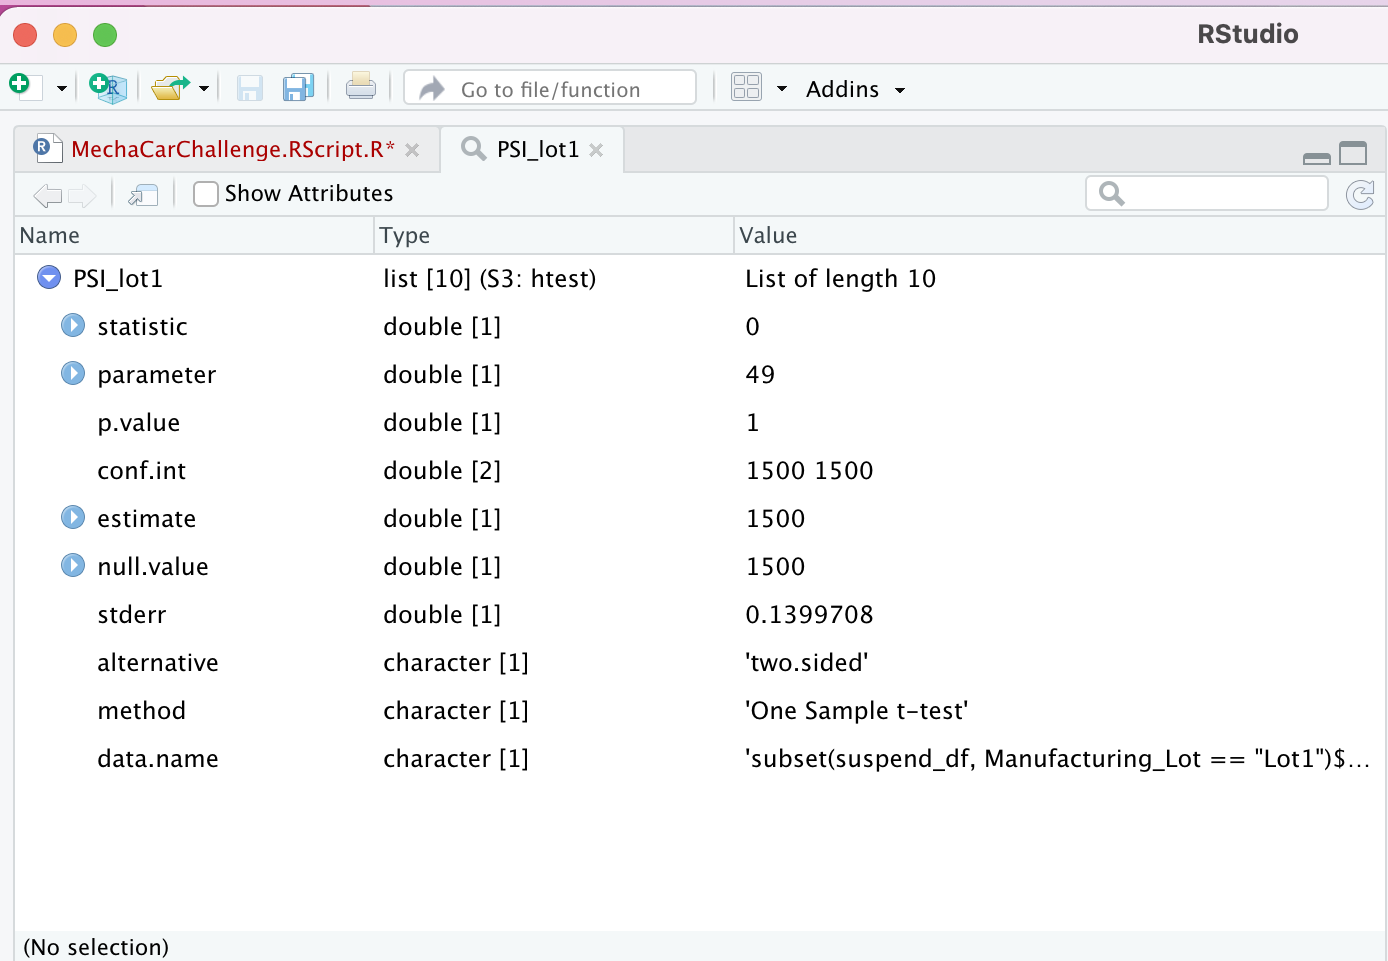 RStudio
Go to file/function
Addins
MechaCarChallenge.RScript.R*
PSI_lot1
Show Attributes
Name Type Value
PSI_lot1 list [10] (S3: htest) List of length 10
statistic double [1] 0
parameter double [1] 49
p.value double [1] 1
conf.int double [2] 1500 1500
estimate double [1] 1500
null.value double [1] 1500
stderr double [1] 0.1399708
alternative character [1] 'two.sided'
method character [1] 'One Sample t-test'
data.name character [1] 'subset(suspend_df, Manufacturing_Lot == "Lot1")$...
(No selection)